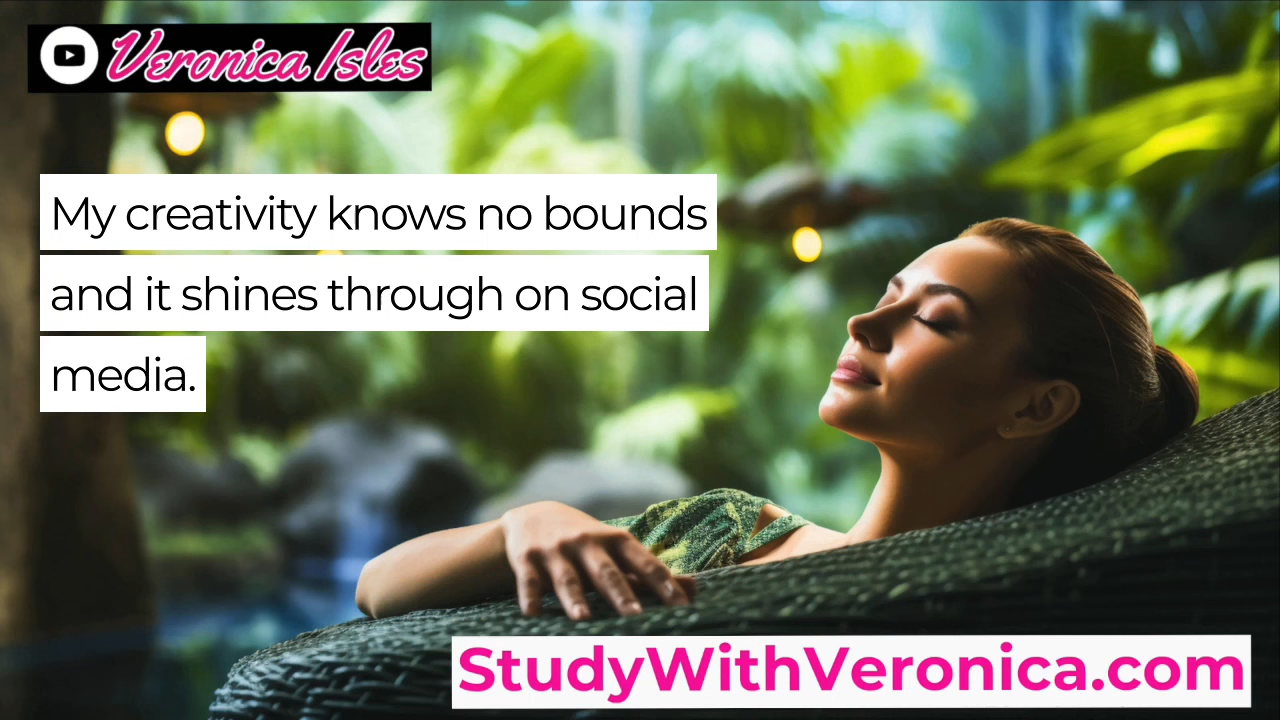 Veronica Isles
My creativity knows no bounds
and it shines through on social
media.
StudyWithVeronica.com